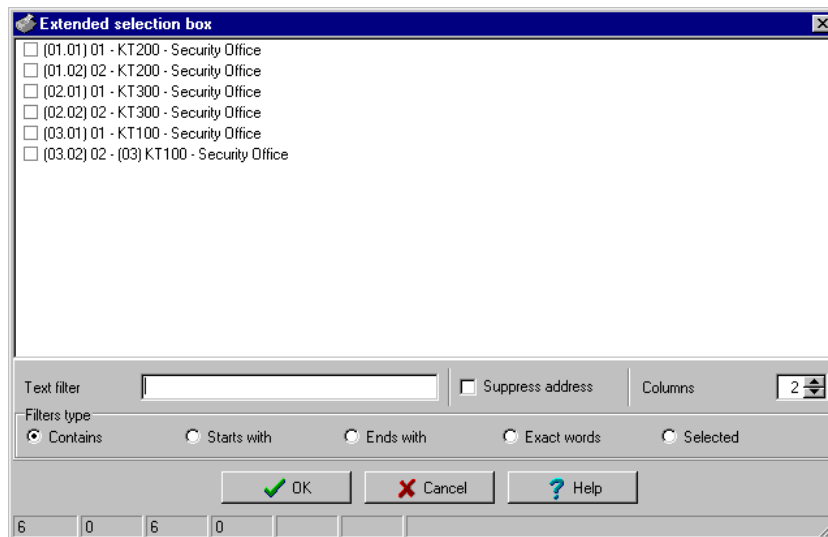 Extended selection box
(01.01) 01 - KT200 - Security Office
(01.02) 02 - KT200 - Security Office
(02.01) 01 - KT300 - Security Office
(02.02) 02 - KT300 - Security Office
(03.01) 01 - KT100 - Security Office
(03.02) 02 - (03) KT100 - Security Office
Text filter Suppress address Columns 2
Filters type
Contains Starts with Ends with Exact words Selected
OK Cancel Help
6 0 6 0